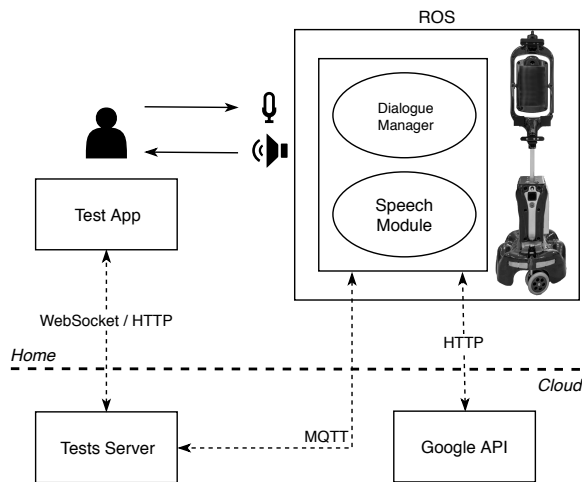 ROS
Dialogue
Manager
Speech
Module
Test App
WebSocket / HTTP
HTTP
Home
Cloud
Tests Server
MQTT
Google API